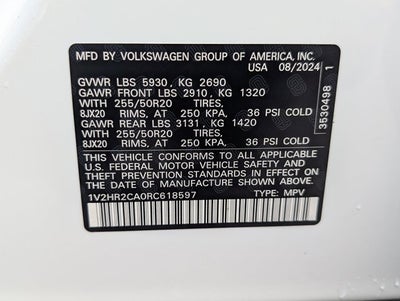 MFD BY VOLKSWAGEN GROUP OF AMERICA, INC.
USA 08/2024
GVWR LBS 5930, KG 2690
GAWR FRONT LBS 2910, KG 1320
WITH 255/50R20 TIRES,
8JX20 RIMS, AT 250 KPA, 36 PSI COLD
GAWR REAR LBS 3131, KG 1420
WITH 255/50R20 TIRES,
8JX20 RIMS, AT 250 KPA, 36 PSI COLD
THIS VEHICLE CONFORMS TO ALL APPLICABLE
U.S. FEDERAL MOTOR VEHICLE SAFETY AND
THEFT PREVENTION STANDARDS IN EFFECT ON
THE DATE OF MANUFACTURE SHOWN ABOVE.
1V2HR2CA0RC618597 TYPE: MPV
3530498 1